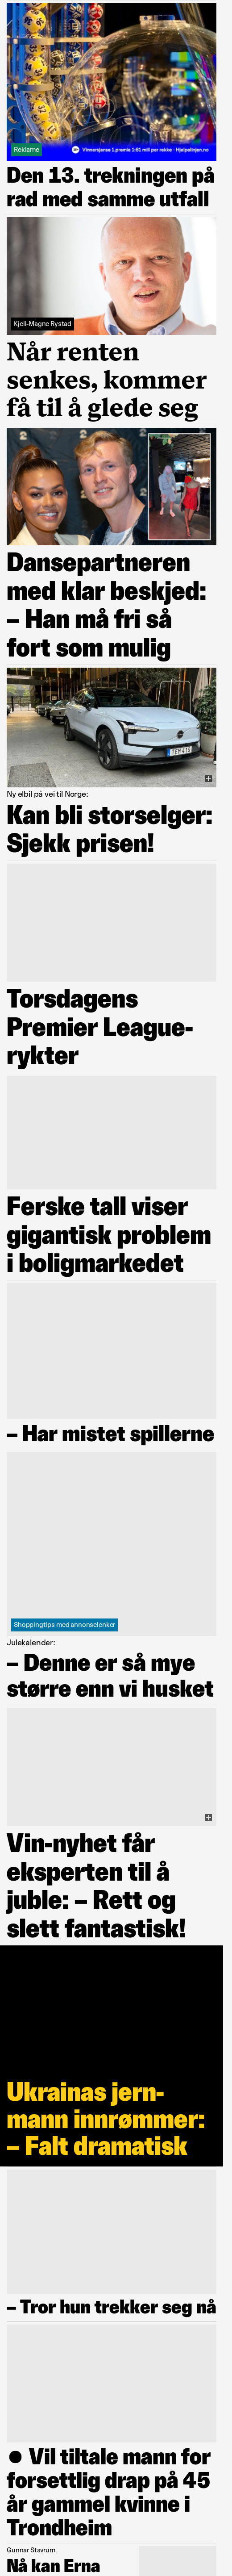 Reklame
Vinnersjanse 1.premie 1:61 mill per rekke - Hjelpelinjen.no
Den 13. trekningen på
rad med samme utfall
Kjell-Magne Rystad
Når renten
senkes, kommer
få til å glede seg
Dansepartneren
med klar beskjed:
– Han må fri så
fort som mulig
Ny elbil på vei til Norge:
Kan bli storselger:
Sjekk prisen!
Torsdagens
Premier League-
rykter
Ferske tall viser
gigantisk problem
i boligmarkedet
– Har mistet spillerne
Shoppingtips med annonselenker
Julekalender:
– Denne er så mye
større enn vi husket
Vin-nyhet får
eksperten til å
juble: – Rett og
slett fantastisk!
Ukrainas jern-
mann innrømmer:
– Falt dramatisk
– Tror hun trekker seg nå
● Vil tiltale mann for
forsettlig drap på 45
år gammel kvinne i
Trondheim
Gunnar Stavrum
Nå kan Erna